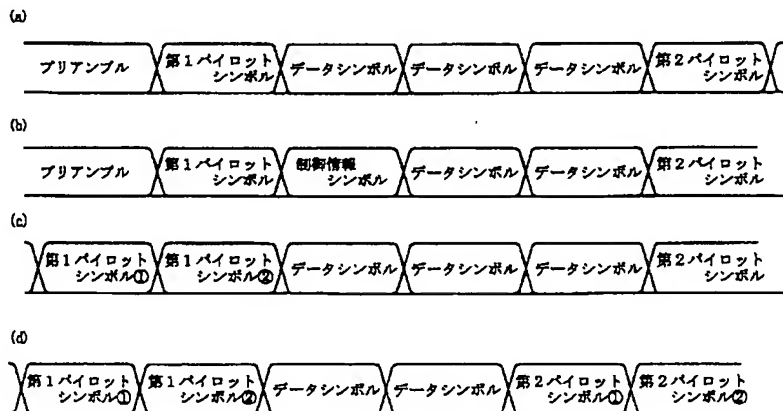 (a)
プリアンブル 第1パイロット データシンボル データシンボル データシンボル 第2パイロット
シンボル シンボル
(b)
プリアンブル 第1パイロット 制御情報 データシンボル データシンボル 第2パイロット
シンボル シンボル シンボル
(c)
第1パイロット 第1パイロット データシンボル データシンボル データシンボル 第2パイロット
シンボル① シンボル② シンボル
(d)
第1パイロット 第1パイロット データシンボル データシンボル 第2パイロット 第2パイロット
シンボル① シンボル② シンボル① シンボル②